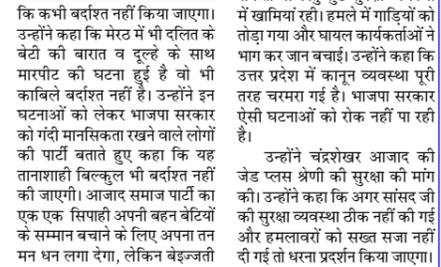 कि कभी बर्दाश्त नहीं किया जाएगा।
उन्होंने कहा कि मेरठ में भी दलित के
बेटी की बारात व दूल्हे के साथ
मारपीट की घटना हुई है वो भी
काबिले बर्दाश्त नहीं है। उन्होंने इन
घटनाओं को लेकर भाजपा सरकार
को गंदी मानसिकता रखने वाले लोगों
की पार्टी बताते हुए कहा कि यह
तानाशाही बिल्कुल भी बर्दाश्त नहीं
की जाएगी। आजाद समाज पार्टी का
एक एक सिपाही अपनी बहन बेटियों
के सम्मान बचाने के लिए अपना तन
मन धन लगा देगा, लेकिन बेइज्जती
में खामियां रही। हमले में गाड़ियों को
तोड़ा गया और घायल कार्यकर्ताओं ने
भाग कर जान बचाई। उन्होंने कहा कि
उत्तर प्रदेश में कानून व्यवस्था पूरी
तरह चरमरा गई है। भाजपा सरकार
ऐसी घटनाओं को रोक नहीं पा रही
है।
उन्होंने चंद्रशेखर आजाद की
जेड प्लस श्रेणी की सुरक्षा की मांग
की। उन्होंने कहा कि अगर सांसद जी
की सुरक्षा व्यवस्था ठीक नहीं की गई
और हमलावरों को सख्त सजा नहीं
दी गई तो धरना प्रदर्शन किया जाएगा।